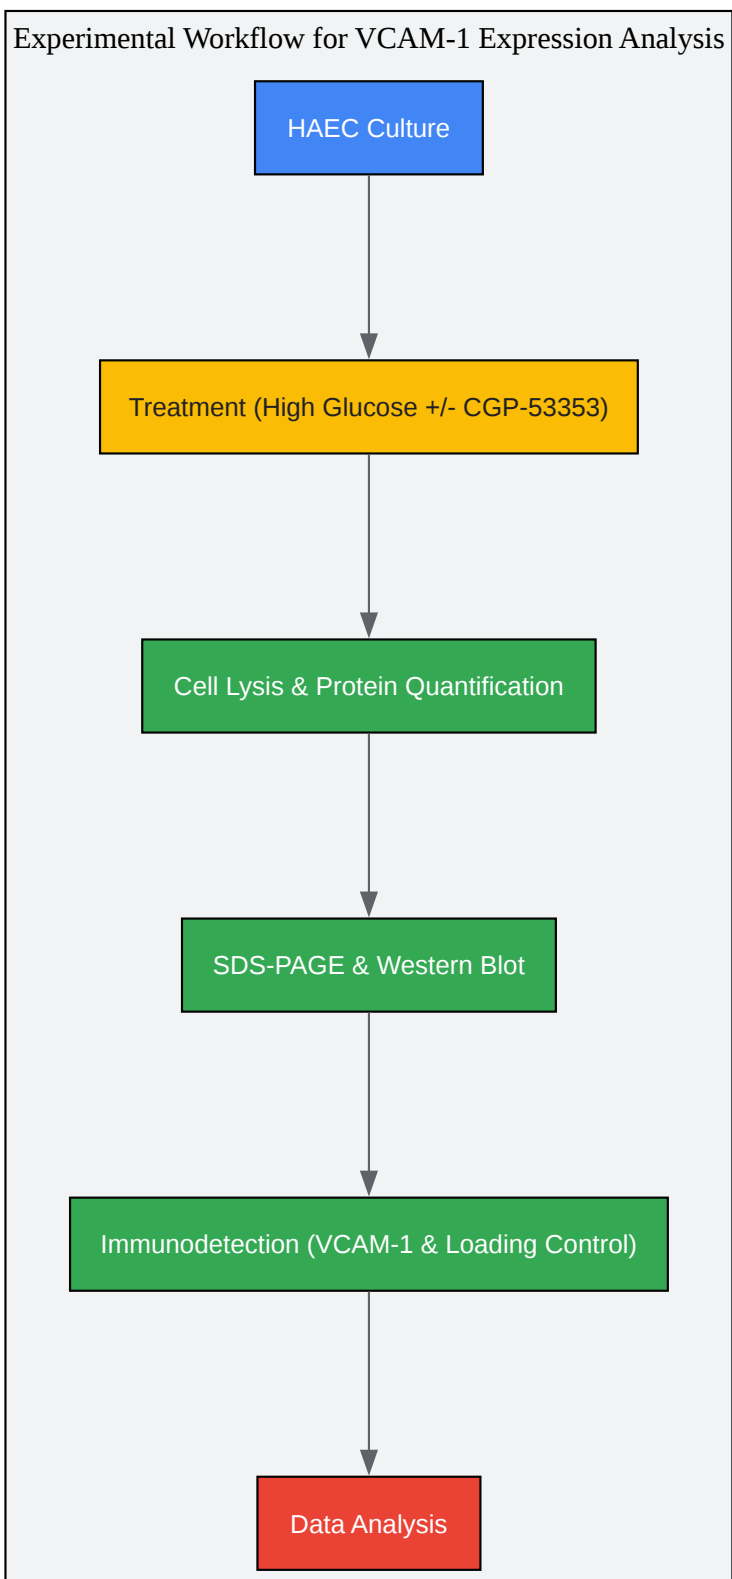 Experimental Workflow for VCAM-1 Expression Analysis
HAEC Culture
Treatment (High Glucose +/- CGP-53353)
Cell Lysis & Protein Quantification
SDS-PAGE & Western Blot
Immunodetection (VCAM-1 & Loading Control)
Data Analysis